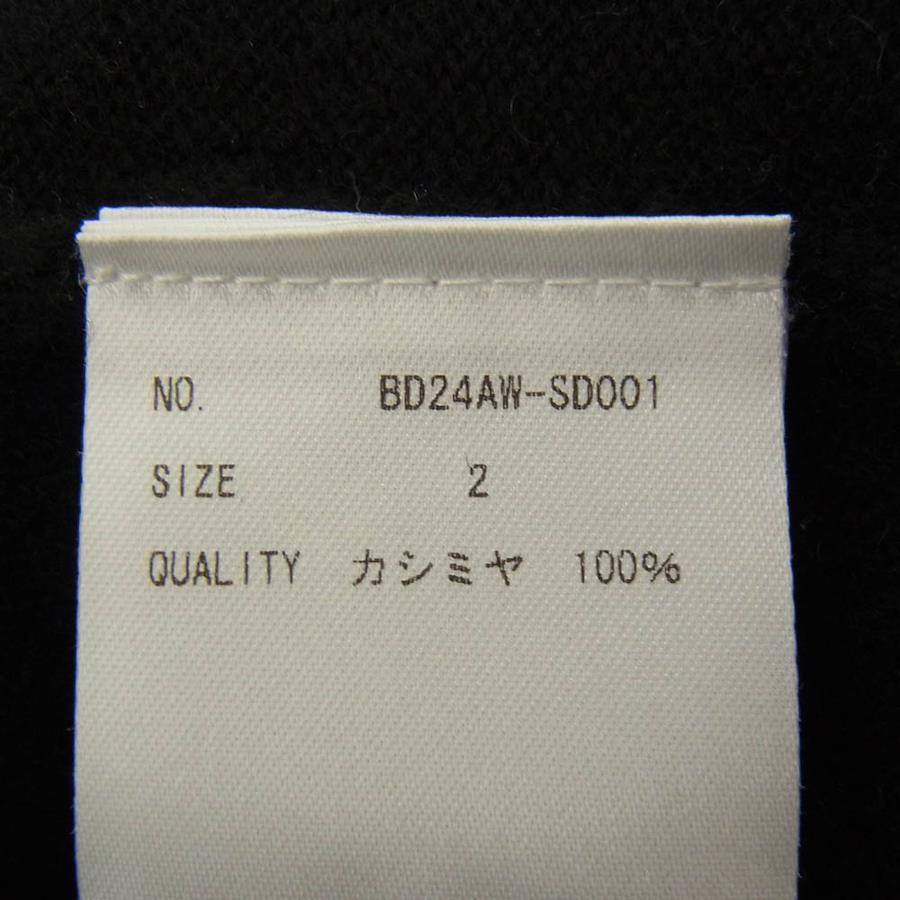 NO. BD24AW-SD001
SIZE 2
QUALITY カシミヤ 100%